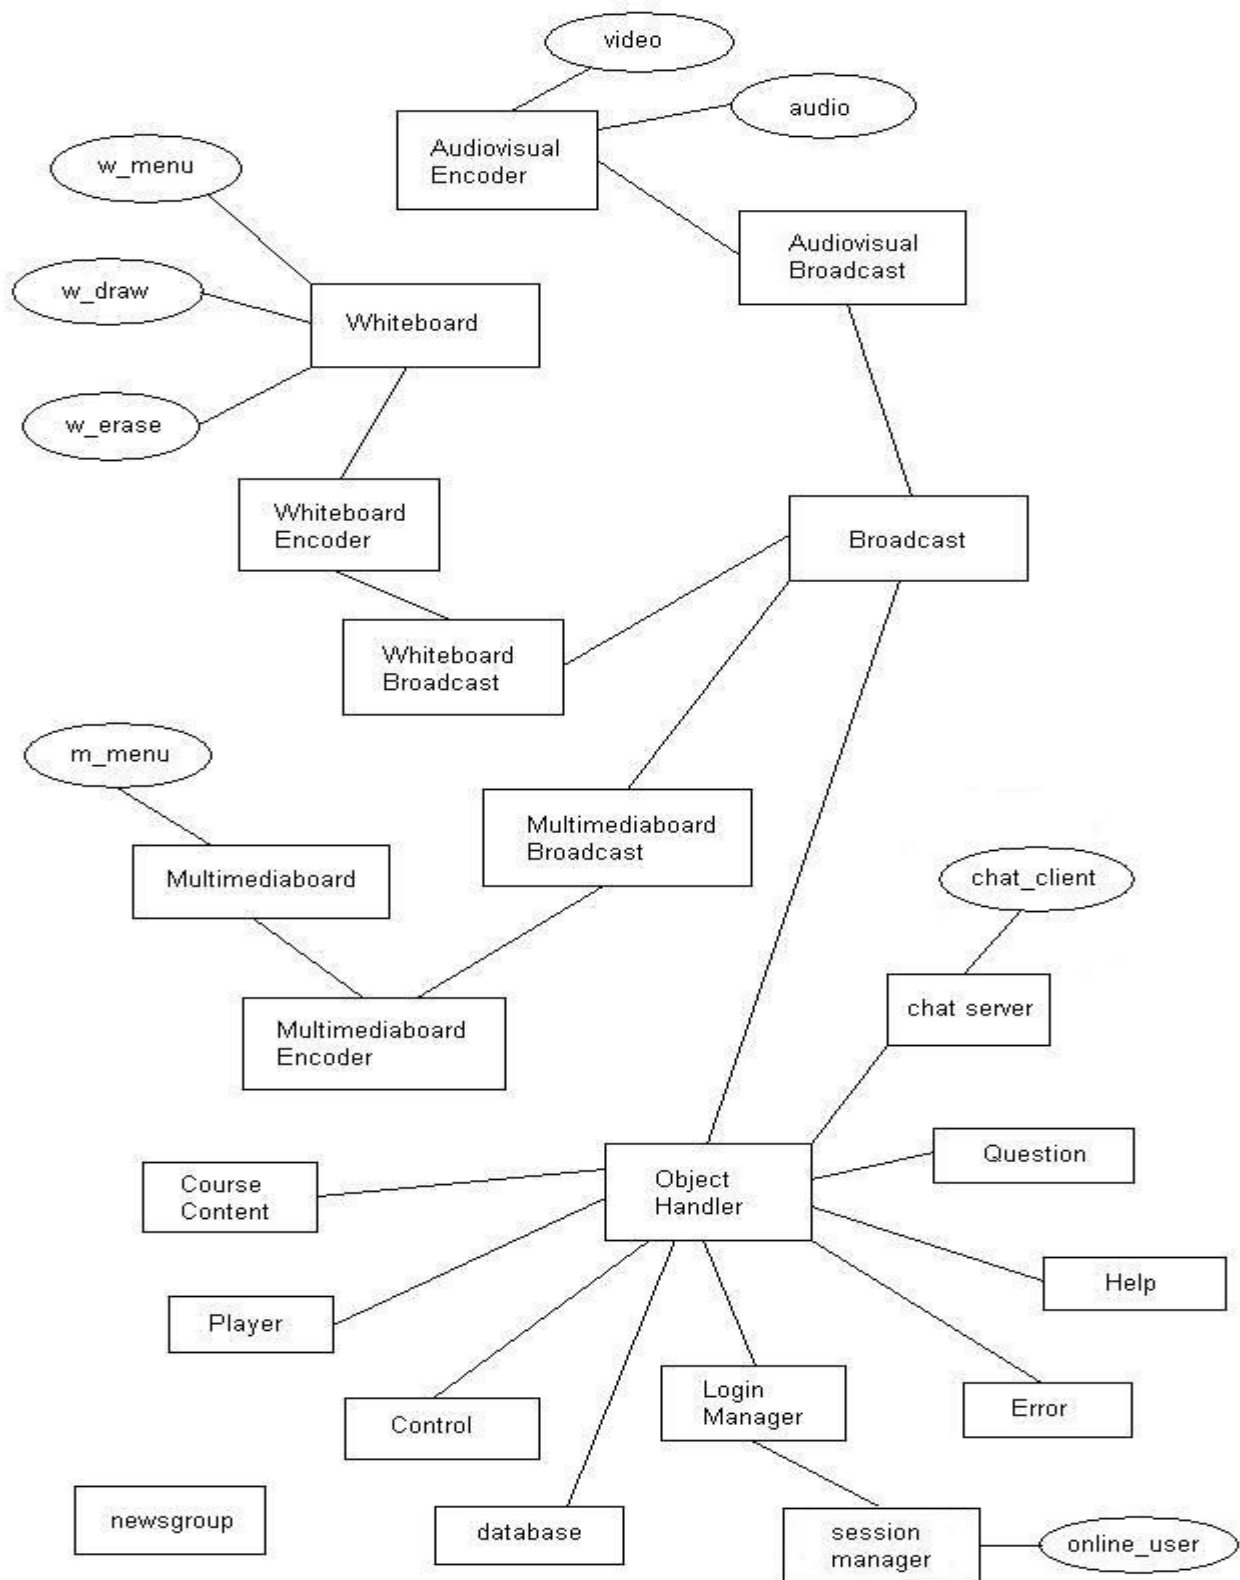 video
audio
Audiovisual
Encoder
w_menu
Audiovisual
Broadcast
w_draw
Whiteboard
w_erase
Whiteboard
Encoder
Broadcast
Whiteboard
Broadcast
m_menu
Multimediaboard
Broadcast
Multimediaboard
chat_client
chat server
Multimediaboard
Encoder
Question
Course
Content
Object
Handler
Help
Player
Login
Manager
Error
Control
newsgroup
database
session
manager
online_user